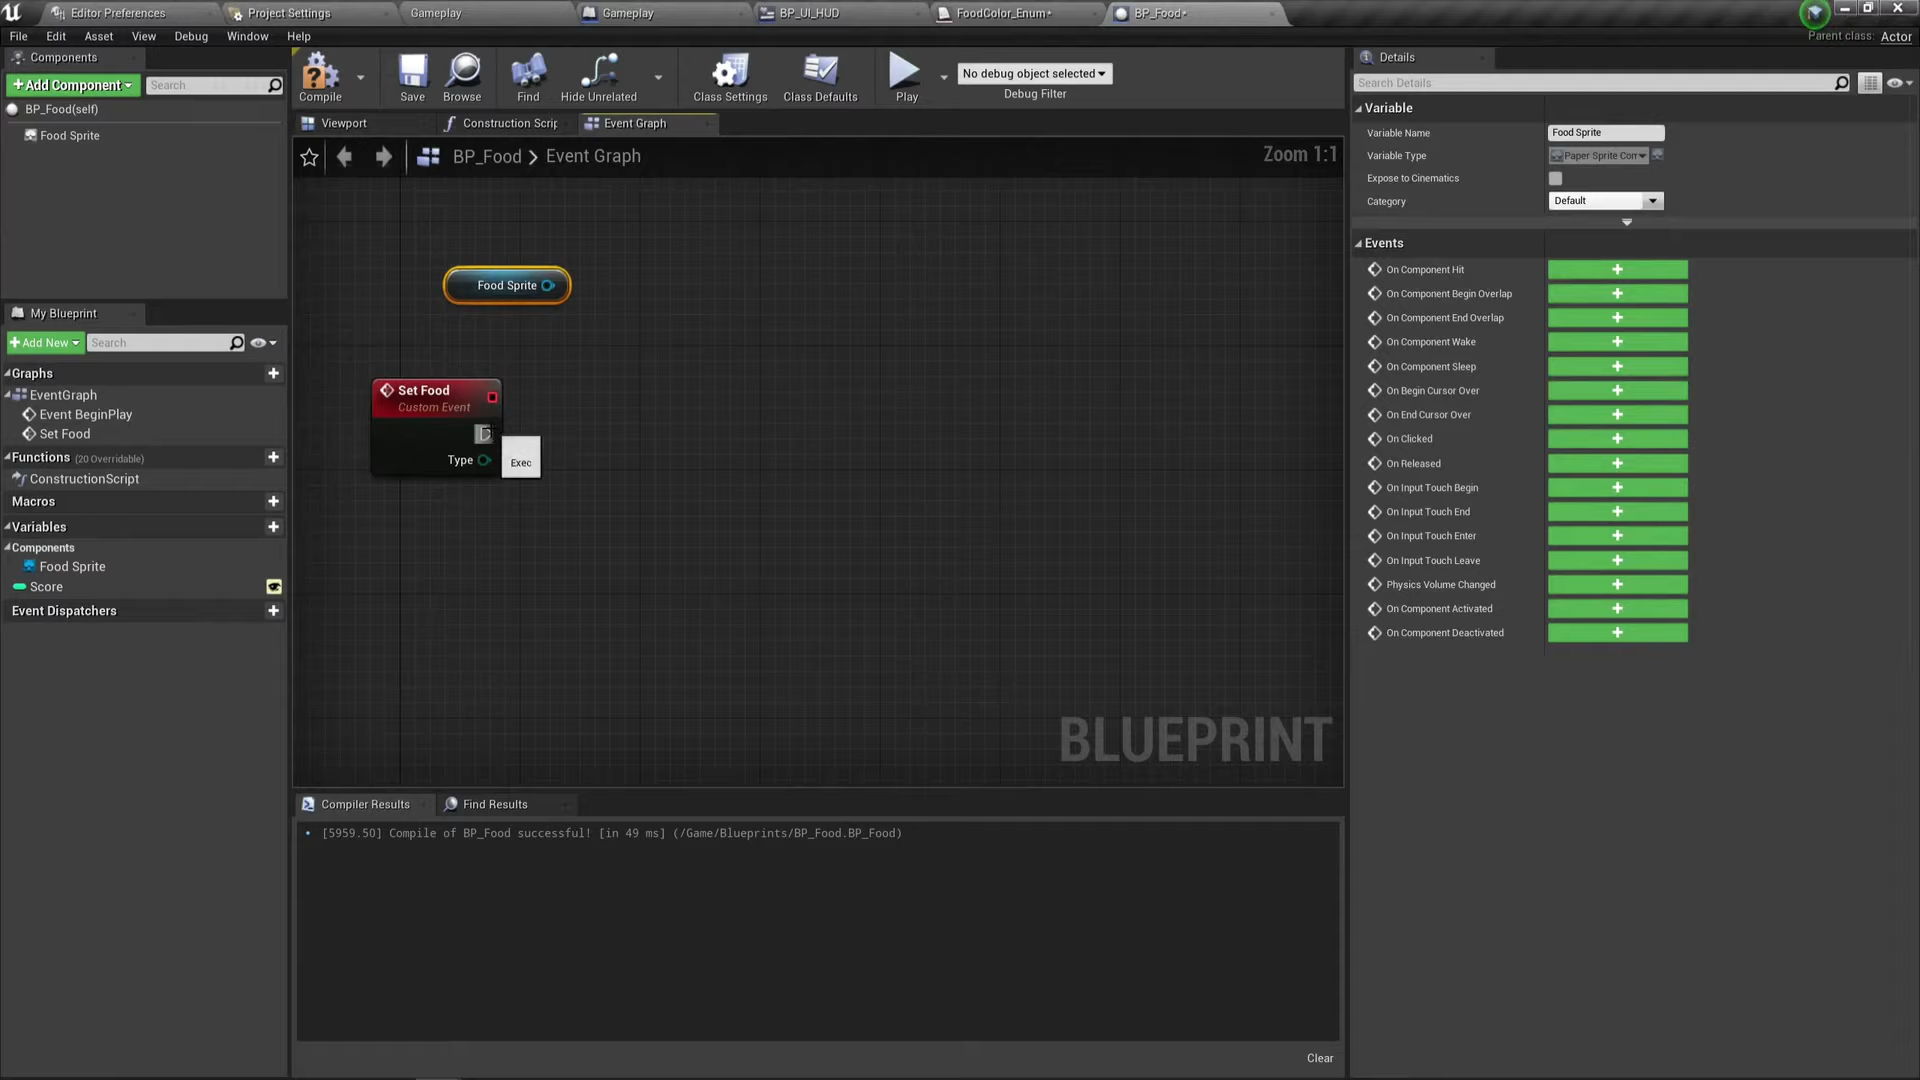 Editor Preferences
Project Settings
Gameplay
Gameplay
BP_UI_HUD
FoodColor_Enum*
BP_Food*
File Edit Asset View Debug Window Help
Parent class: Actor
Components
+Add Component
Search
BP_Food(self)
Food Sprite
Compile
Save
Browse
Find
Hide Unrelated
Class Settings
Class Defaults
Play
No debug object selected
Debug Filter
Viewport
Construction Scrip
Event Graph
BP_Food > Event Graph
Zoom 1:1
Food Sprite
Set Food
Custom Event
Type
Exec
BLUEPRINT
My Blueprint
+Add New
Search
Graphs
EventGraph
Event BeginPlay
Set Food
Functions (20 Overridable)
ConstructionScript
Macros
Variables
Components
Food Sprite
Score
Event Dispatchers
Compiler Results
Find Results
[5959.50] Compile of BP_Food successful! [in 49 ms] (/Game/Blueprints/BP_Food.BP_Food)
Clear
Details
Search Details
Variable
Variable Name Food Sprite
Variable Type Paper Sprite Com
Expose to Cinematics
Category Default
Events
On Component Hit
On Component Begin Overlap
On Component End Overlap
On Component Wake
On Component Sleep
On Begin Cursor Over
On End Cursor Over
On Clicked
On Released
On Input Touch Begin
On Input Touch End
On Input Touch Enter
On Input Touch Leave
Physics Volume Changed
On Component Activated
On Component Deactivated